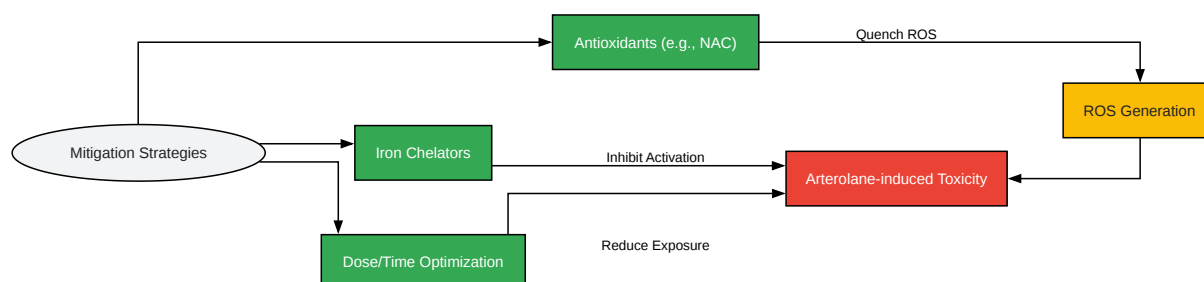 Antioxidants (e.g., NAC)
Quench ROS
ROS Generation
Mitigation Strategies
Iron Chelators
Inhibit Activation
Arterolane-induced Toxicity
Reduce Exposure
Dose/Time Optimization